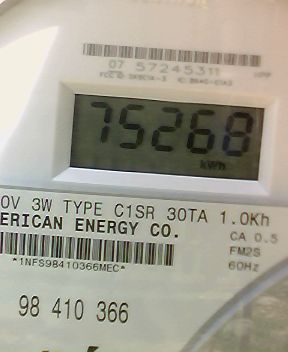 07 57245311
75268
kWh
0V 3W TYPE C1SR 30TA 1.0Kh
ERICAN ENERGY CO.
CA 0.5
FM2S
60Hz
*1NFS98410366MEC*
98 410 366